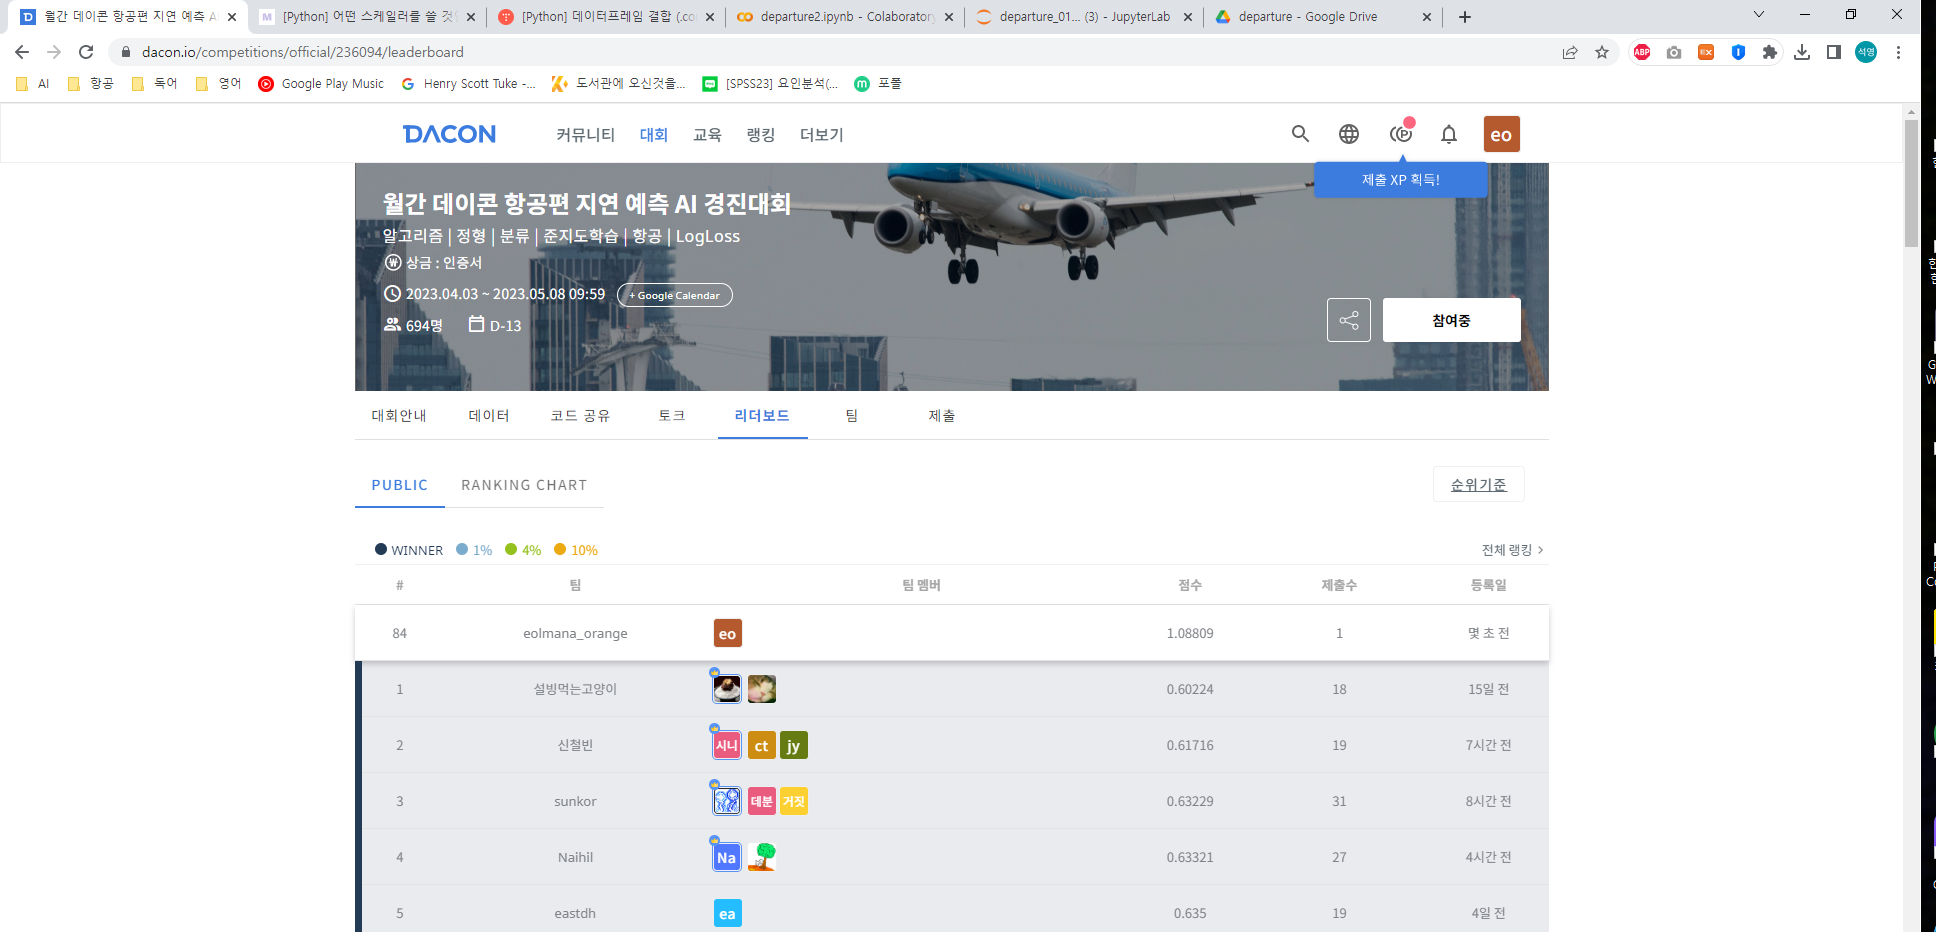 월간 데이콘 항공편 지연 예측 A
[Python] 어떤 스케일러를 쓸 것
[Python] 데이터프레임 결합 (.co
departure2.ipynb - Colaboratory
departure_01... (3) - JupyterLab
departure - Google Drive
dacon.io/competitions/official/236094/leaderboard
ABP
석영
AI
항공
독어
영어
Google Play Music
Henry Scott Tuke -...
도서관에 오신것을...
[SPSS23] 요인분석(...
포폴
DACON
커뮤니티
대회
교육
랭킹
더보기
eo
제출 XP 획득!
월간 데이콘 항공편 지연 예측 AI 경진대회
알고리즘 | 정형 | 분류 | 준지도학습 | 항공 | LogLoss
상금 : 인증서
2023.04.03 ~ 2023.05.08 09:59
+ Google Calendar
694명
D-13
참여중
대회안내
데이터
코드 공유
토크
리더보드
팀
제출
PUBLIC
RANKING CHART
순위기준
WINNER
1%
4%
10%
전체 랭킹
# 팀 팀 멤버 점수 제출수 등록일
84 eolmana_orange eo 1.08809 1 몇 초 전
1 설빙먹는고양이 0.60224 18 15일 전
2 신철빈 시니 ct jy 0.61716 19 7시간 전
3 sunkor 데분 거짓 0.63229 31 8시간 전
4 Naihil Na 0.63321 27 4시간 전
5 eastdh ea 0.635 19 4일 전